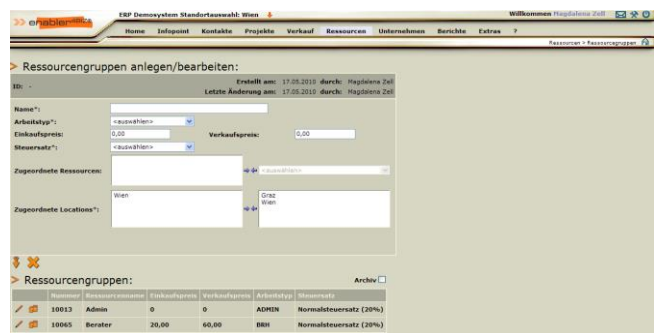 ERP Demosystem Standortauswahl: Wien
Willkommen Magdalena Zell
>> enabler
Home Infopoint Kontakte Projekte Verkauf Ressourcen Unternehmen Berichte Extras ?
Ressourcen > Ressourcegruppen
> Ressourcengruppen anlegen/bearbeiten:
ID: -
Erstellt am: 17.05.2010 durch: Magdalena Zell
Letzte Änderung am: 17.05.2010 durch: Magdalena Zell
Name*:
Arbeitstyp*: <auswählen>
Einkaufspreis: 0,00 Verkaufspreis: 0,00
Steuersatz*: <auswählen>
Zugeordnete Ressourcen: <auswählen>
Wien Graz
Wien
Zugeordnete Locations*:
> Ressourcengruppen: Archiv
Nummer Ressourcenname Einkaufspreis Verkaufspreis Arbeitstyp Steuersatz
10013 Admin 0 0 ADMIN Normalsteuersatz (20%)
10065 Berater 20,00 60,00 BRH Normalsteuersatz (20%)